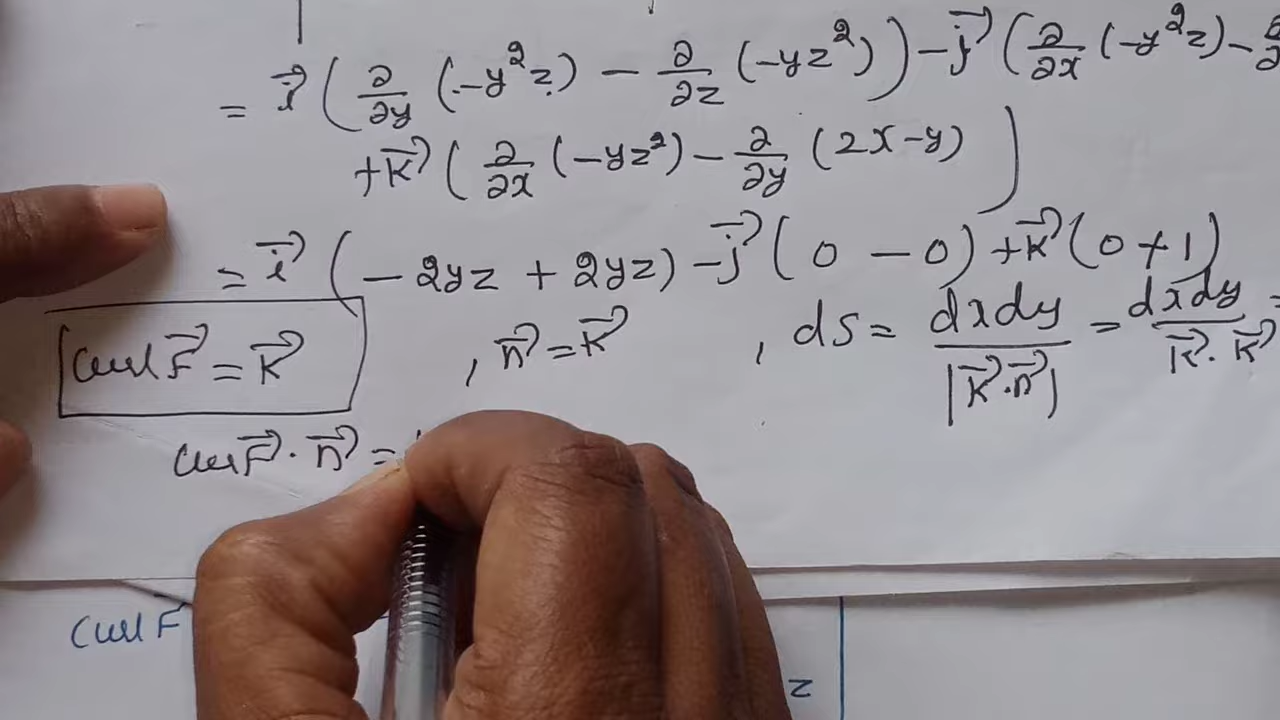 = i⃗ ( ∂/∂y (-y²z) - ∂/∂z (-yz²) ) - j⃗ ( ∂/∂x (-y²z) - ∂
+ k⃗ ( ∂/∂x (-yz²) - ∂/∂y (2x-y) )
= i⃗ ( - 2yz + 2yz) - j⃗ ( 0 - 0) + k⃗ (0 + 1)
curl F⃗ = k⃗ , n⃗ = k⃗ , ds = dxdy/|k⃗ · n⃗| = dxdy/k⃗ · k⃗ =
curl F⃗ · n⃗ =
Curl F
z